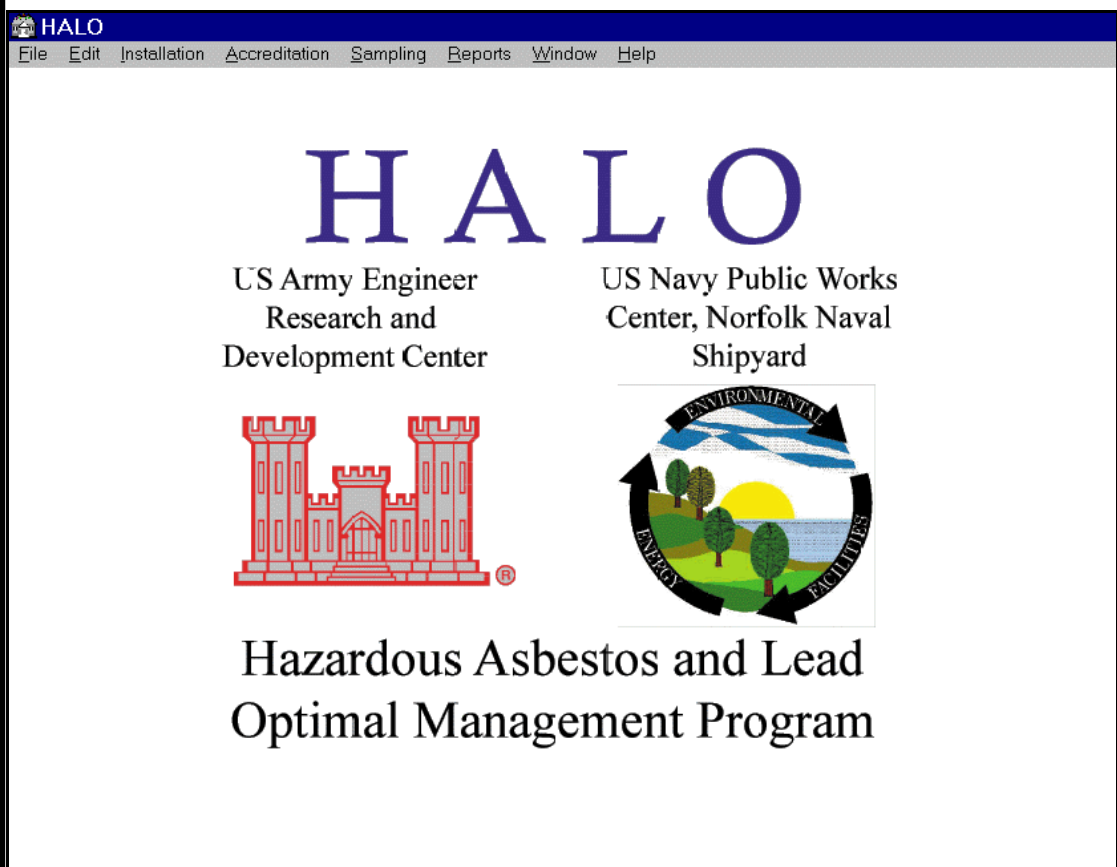 HALO
File Edit Installation Accreditation Sampling Reports Window Help
H A L O
US Army Engineer
Research and
Development Center
US Navy Public Works
Center, Norfolk Naval
Shipyard
®
ENVIRONMENTAL
ENERGY
FACILITIES
Hazardous Asbestos and Lead
Optimal Management Program